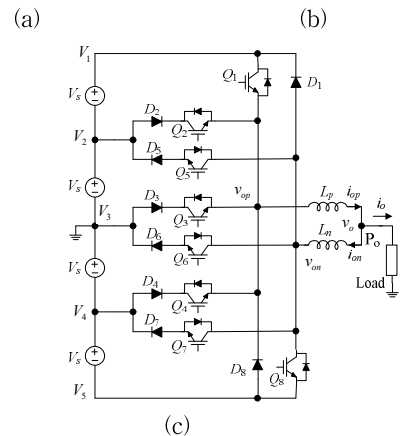 (a) (b)
V1
Q1 D1
Vs
D2
Q2
V2
D5
Q5
Vs
D3
Q3
vop Lp iop io
V3 vo Po
D6
Q6
Ln
von ion
Load
Vs
D4
Q4
V4
D7
Q7
Vs D8 Q8
V5
(c)